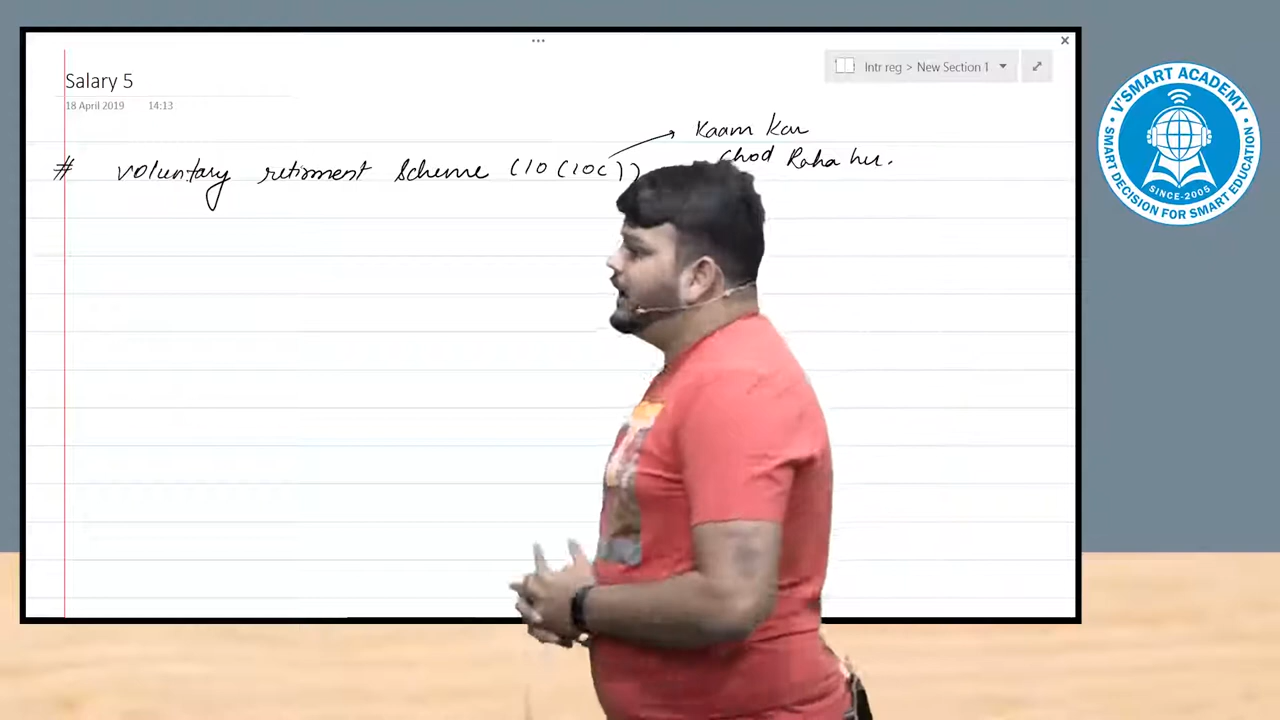 Salary 5
18 April 2019 14:13
Intr reg > New Section 1
Kaam kar
Chod Raha hu.
# voluntary retirment Scheme (10(10C))
V'SMART ACADEMY
SINCE-2005
SMART DECISION FOR SMART EDUCATION